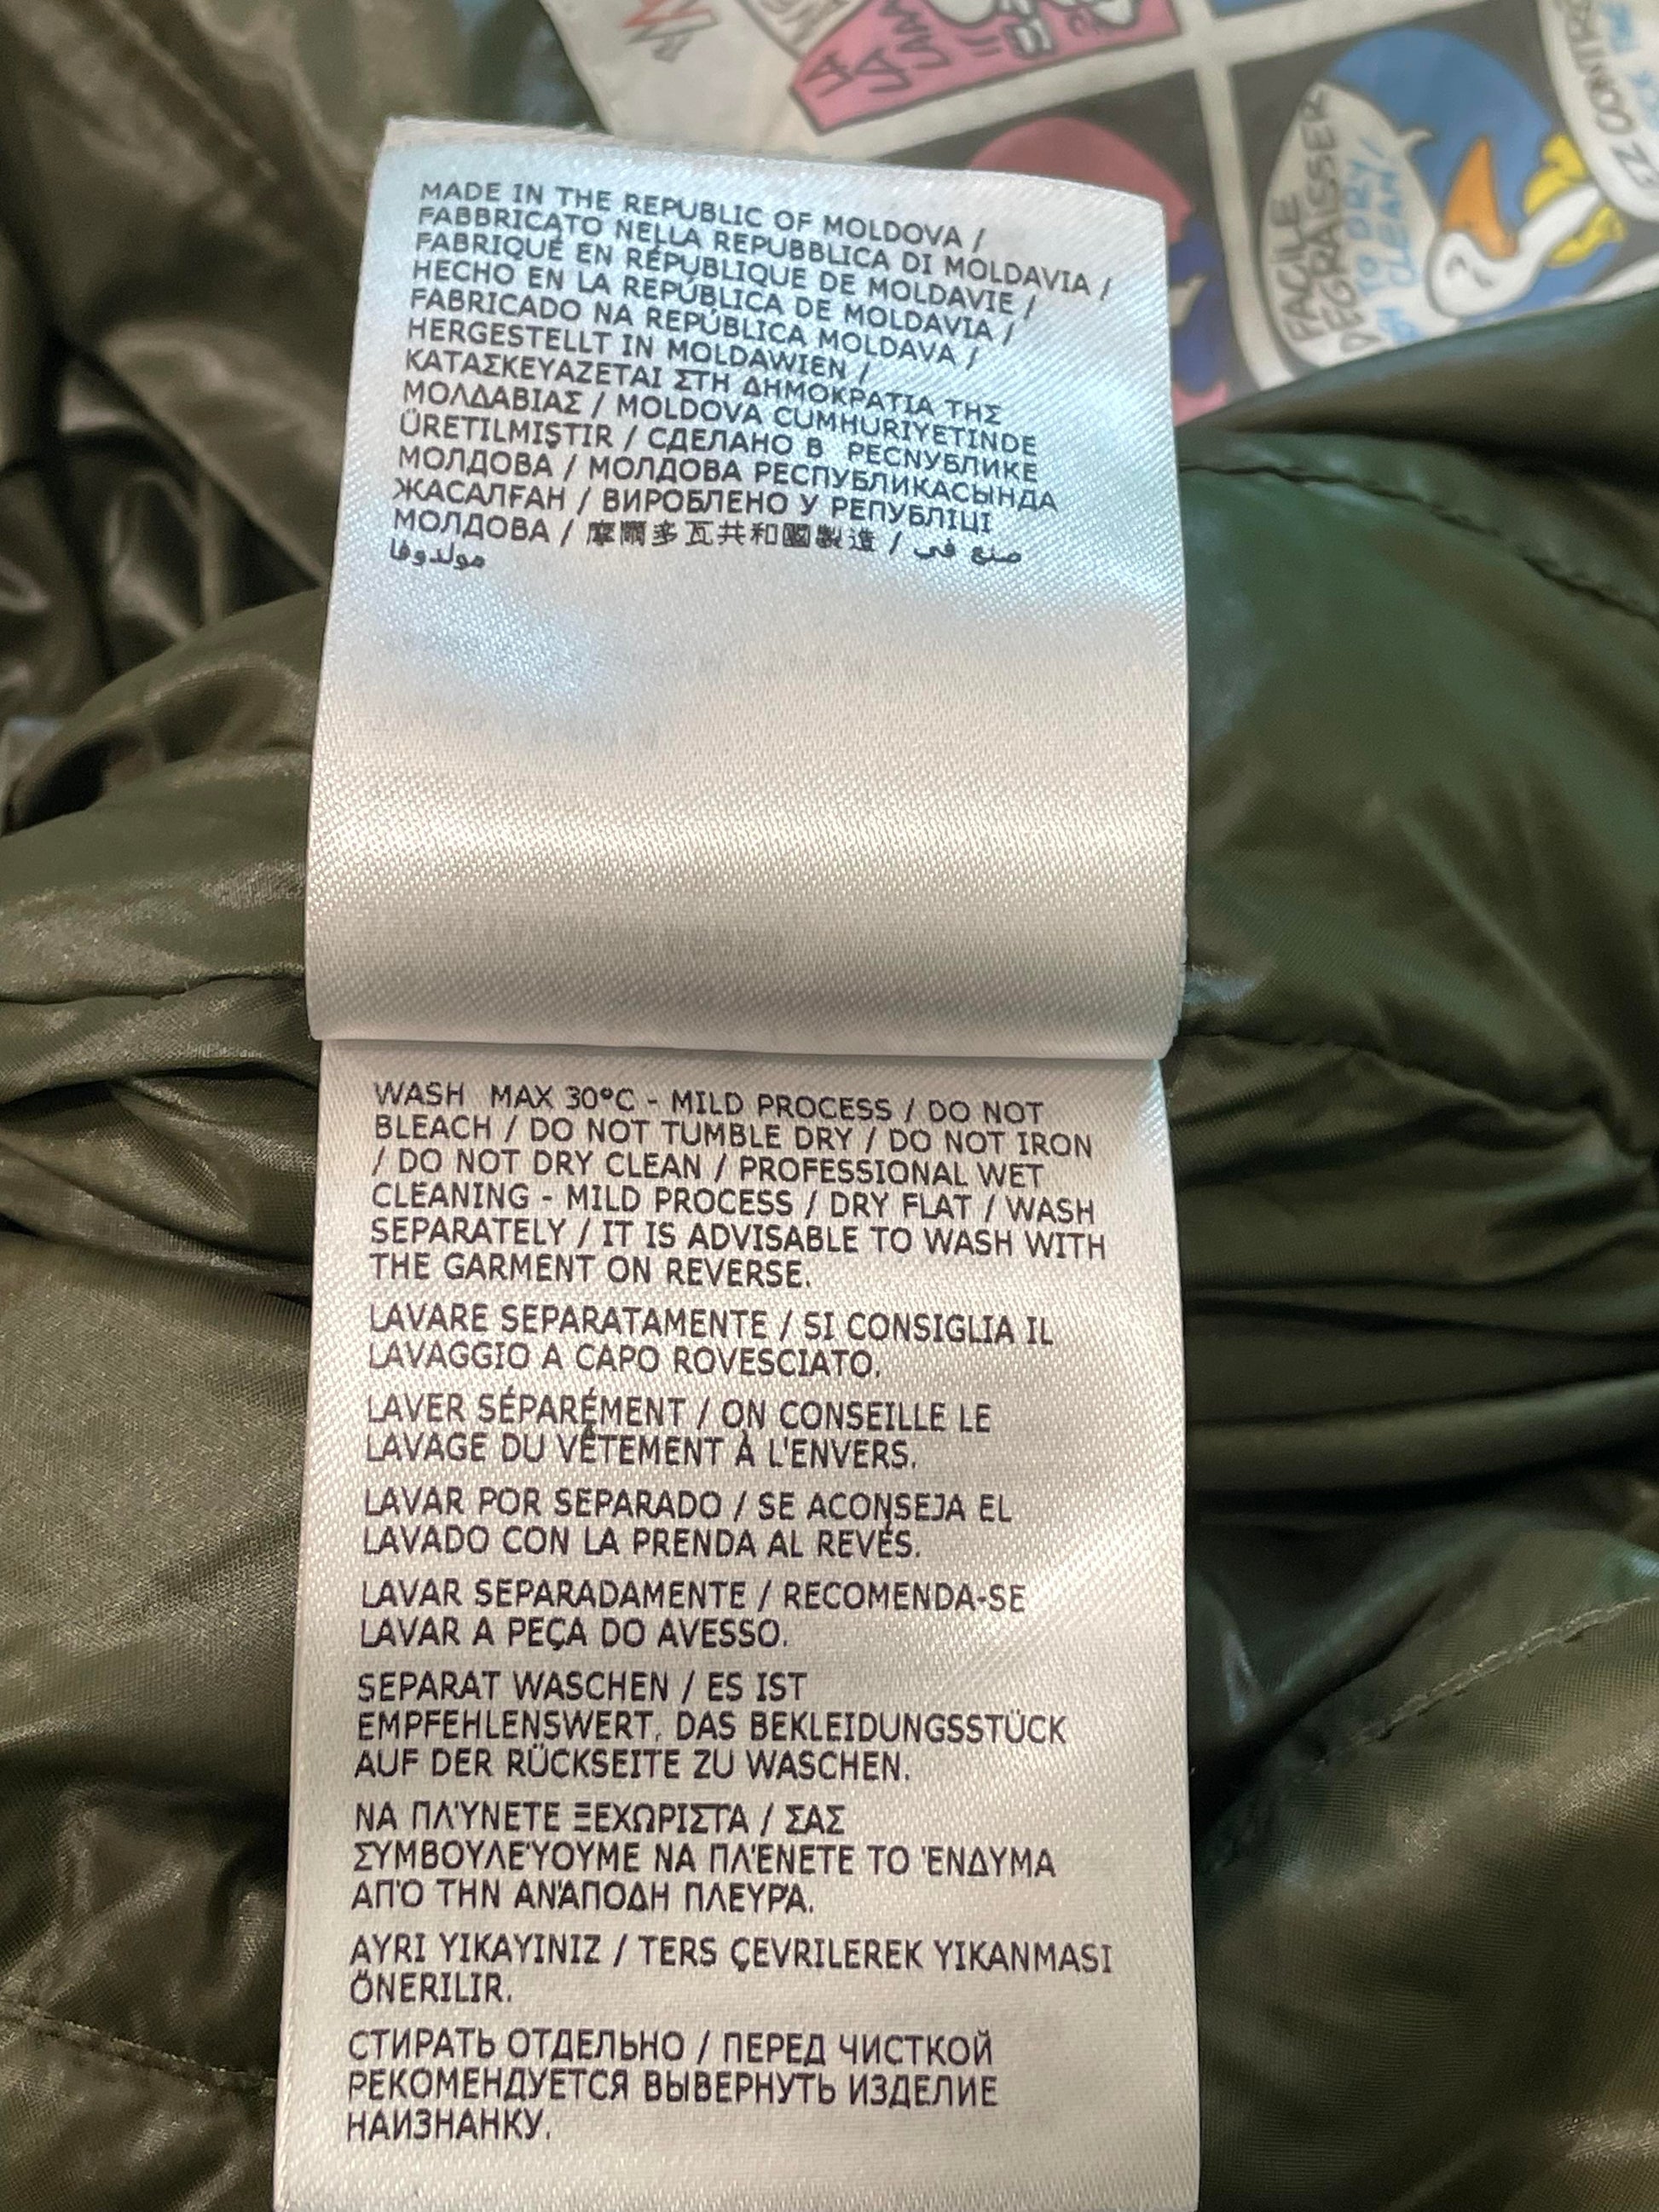 FACILE
DÉGRAISSER
TO DRY
CLEAN!
EZ CONTRE
MADE IN THE REPUBLIC OF MOLDOVA /
FABBRICATO NELLA REPUBBLICA DI MOLDAVIA /
FABRIQUÉ EN RÉPUBLIQUE DE MOLDAVIE /
HECHO EN LA REPÚBLICA DE MOLDAVIA /
FABRICADO NA REPÚBLICA MOLDAVA /
HERGESTELLT IN MOLDAWIEN /
ΚΑΤΑΣΚΕΥΑΖΕΤΑΙ ΣΤΗ ΔΗΜΟΚΡΑΤΙΑ ΤΗΣ
ΜΟΛΔΑΒΙΑΣ / MOLDOVA CUMHURIYETINDE
ÜRETILMIŞTIR / СДЕЛАНО В РЕСПУБЛИКЕ
МОЛДОВА / МОЛДОВА РЕСПУБЛИКАСЫНДА
ЖАСАЛҒАН / ВИРОБЛЕНО У РЕПУБЛІЦІ
МОЛДОВА / 摩爾多瓦共和國製造 / صنع في
مولدوفا
WASH MAX 30°C - MILD PROCESS / DO NOT
BLEACH / DO NOT TUMBLE DRY / DO NOT IRON
/ DO NOT DRY CLEAN / PROFESSIONAL WET
CLEANING - MILD PROCESS / DRY FLAT / WASH
SEPARATELY / IT IS ADVISABLE TO WASH WITH
THE GARMENT ON REVERSE.
LAVARE SEPARATAMENTE / SI CONSIGLIA IL
LAVAGGIO A CAPO ROVESCIATO.
LAVER SÉPARÉMENT / ON CONSEILLE LE
LAVAGE DU VÊTEMENT À L'ENVERS.
LAVAR POR SEPARADO / SE ACONSEJA EL
LAVADO CON LA PRENDA AL REVÉS.
LAVAR SEPARADAMENTE / RECOMENDA-SE
LAVAR A PEÇA DO AVESSO.
SEPARAT WASCHEN / ES IST
EMPFEHLENSWERT, DAS BEKLEIDUNGSSTÜCK
AUF DER RÜCKSEITE ZU WASCHEN.
ΝΑ ΠΛΎΝΕΤΕ ΞΕΧΩΡΙΣΤΑ / ΣΑΣ
ΣΥΜΒΟΥΛΕΎΟΥΜΕ ΝΑ ΠΛΈΝΕΤΕ ΤΟ ΈΝΔΥΜΑ
ΑΠΌ ΤΗΝ ΑΝΆΠΟΔΗ ΠΛΕΥΡΆ.
AYRI YIKAYINIZ / TERS ÇEVRILEREK YIKANMASI
ÖNERILIR.
СТИРАТЬ ОТДЕЛЬНО / ПЕРЕД ЧИСТКОЙ
РЕКОМЕНДУЕТСЯ ВЫВЕРНУТЬ ИЗДЕЛИЕ
НАИЗНАНКУ.